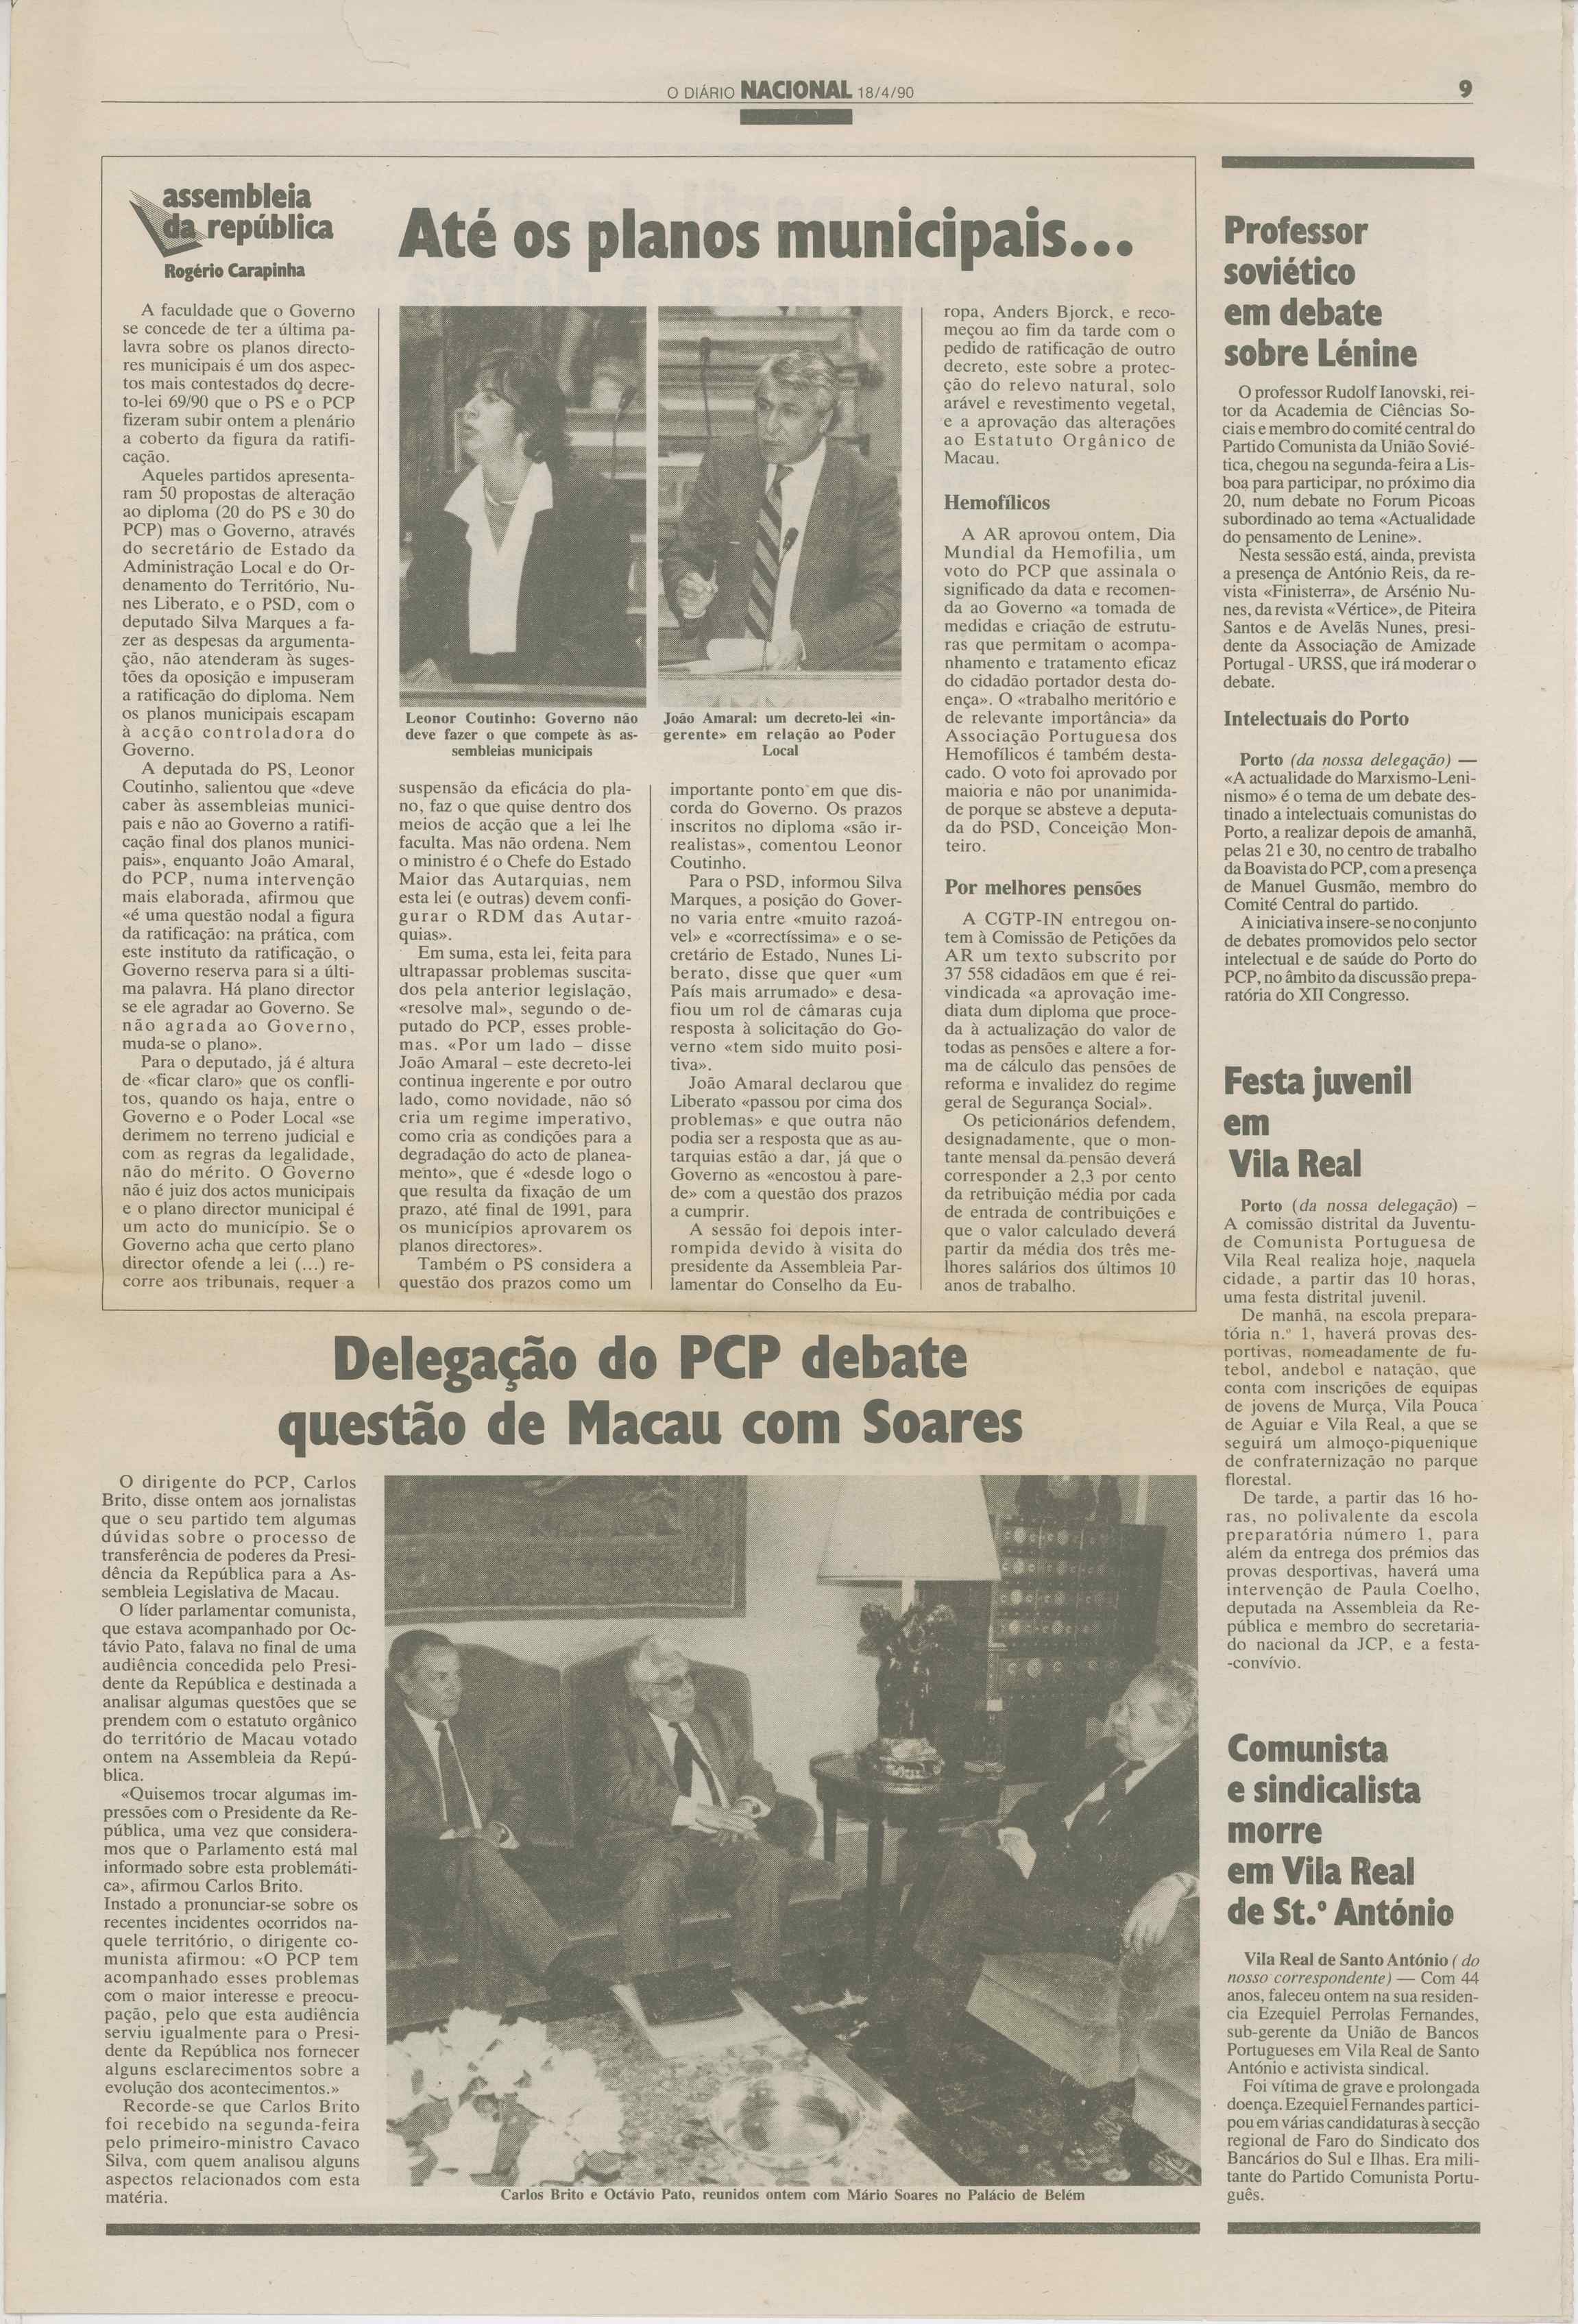 O DIÁRIO NACIONAL 18/4/90
9
assembleia
da república
Rogério Carapinha
Até os planos municipais...
A faculdade que o Governo
se concede de ter a última pa-
lavra sobre os planos directo-
res municipais é um dos aspec-
tos mais contestados do decre-
to-lei 69/90 que o PS e o PCP
fizeram subir ontem a plenário
a coberto da figura da ratifi-
cação.
Aqueles partidos apresenta-
ram 50 propostas de alteração
ao diploma (20 do PS e 30 do
PCP) mas o Governo, através
do secretário de Estado da
Administração Local e do Or-
denamento do Território, Nu-
nes Liberato, e o PSD, com o
deputado Silva Marques a fa-
zer as despesas da argumenta-
ção, não atenderam às suges-
tões da oposição e impuseram
a ratificação do diploma. Nem
os planos municipais escapam
à acção controladora do
Governo.
A deputada do PS, Leonor
Coutinho, salientou que «deve
caber às assembleias munici-
pais e não ao Governo a ratifi-
cação final dos planos munici-
pais», enquanto João Amaral,
do PCP, numa intervenção
mais elaborada, afirmou que
«é uma questão nodal a figura
da ratificação: na prática, com
este instituto da ratificação, o
Governo reserva para si a últi-
ma palavra. Há plano director
se ele agradar ao Governo. Se
não agrada ao Governo,
muda-se o plano».
Para o deputado, já é altura
de «ficar claro» que os confli-
tos, quando os haja, entre o
Governo e o Poder Local «se
derimem no terreno judicial e
com as regras da legalidade,
não do mérito. O Governo
não é juiz dos actos municipais
e o plano director municipal é
um acto do município. Se o
Governo acha que certo plano
director ofende a lei (...) re-
corre aos tribunais, requer a
Leonor Coutinho: Governo não
deve fazer o que compete às as-
sembleias municipais
João Amaral: um decreto-lei «in-
gerente» em relação ao Poder
Local
suspensão da eficácia do pla-
no, faz o que quise dentro dos
meios de acção que a lei lhe
faculta. Mas não ordena. Nem
o ministro é o Chefe do Estado
Maior das Autarquias, nem
esta lei (e outras) devem confi-
gurar o RDM das Autar-
quias».
Em suma, esta lei, feita para
ultrapassar problemas suscita-
dos pela anterior legislação,
«resolve mal», segundo o de-
putado do PCP, esses proble-
mas. «Por um lado – disse
João Amaral – este decreto-lei
continua ingerente e por outro
lado, como novidade, não só
cria um regime imperativo,
como cria as condições para a
degradação do acto de planea-
mento», que é «desde logo o
que resulta da fixação de um
prazo, até final de 1991, para
os municípios aprovarem os
planos directores».
Também o PS considera a
questão dos prazos como um
importante ponto em que dis-
corda do Governo. Os prazos
inscritos no diploma «são ir-
realistas», comentou Leonor
Coutinho.
Para o PSD, informou Silva
Marques, a posição do Gover-
no varia entre «muito razoá-
vel» e «correctíssima» e o se-
cretário de Estado, Nunes Li-
berato, disse que quer «um
País mais arrumado» e desa-
fiou um rol de câmaras cuja
resposta à solicitação do Go-
verno «tem sido muito posi-
tiva».
João Amaral declarou que
Liberato «passou por cima dos
problemas» e que outra não
podia ser a resposta que as au-
tarquias estão a dar, já que o
Governo as «encostou à pare-
de» com a questão dos prazos
a cumprir.
A sessão foi depois inter-
rompida devido à visita do
presidente da Assembleia Par-
lamentar do Conselho da Eu-
ropa, Anders Bjorck, e reco-
meçou ao fim da tarde com o
pedido de ratificação de outro
decreto, este sobre a protec-
ção do relevo natural, solo
arável e revestimento vegetal,
e a aprovação das alterações
ao Estatuto Orgânico de
Macau.
Hemofílicos
A AR aprovou ontem, Dia
Mundial da Hemofilia, um
voto do PCP que assinala o
significado da data e recomen-
da ao Governo «a tomada de
medidas e criação de estrutu-
ras que permitam o acompa-
nhamento e tratamento eficaz
do cidadão portador desta do-
ença». O «trabalho meritório e
de relevante importância» da
Associação Portuguesa dos
Hemofílicos é também desta-
cado. O voto foi aprovado por
maioria e não por unanimida-
de porque se absteve a deputa-
da do PSD, Conceição Mon-
teiro.
Por melhores pensões
A CGTP-IN entregou on-
tem à Comissão de Petições da
AR um texto subscrito por
37 558 cidadãos em que é rei-
vindicada «a aprovação ime-
diata dum diploma que proce-
da à actualização do valor de
todas as pensões e altere a for-
ma de cálculo das pensões de
reforma e invalidez do regime
geral de Segurança Social».
Os peticionários defendem,
designadamente, que o mon-
tante mensal da pensão deverá
corresponder a 2,3 por cento
da retribuição média por cada
de entrada de contribuições e
que o valor calculado deverá
partir da média dos três me-
lhores salários dos últimos 10
anos de trabalho.
Delegação do PCP debate
questão de Macau com Soares
O dirigente do PCP, Carlos
Brito, disse ontem aos jornalistas
que o seu partido tem algumas
dúvidas sobre o processo de
transferência de poderes da Presi-
dência da República para a As-
sembleia Legislativa de Macau.
O líder parlamentar comunista,
que estava acompanhado por Oc-
távio Pato, falava no final de uma
audiência concedida pelo Presi-
dente da República e destinada a
analisar algumas questões que se
prendem com o estatuto orgânico
do território de Macau votado
ontem na Assembleia da Repú-
blica.
«Quisemos trocar algumas im-
pressões com o Presidente da Re-
pública, uma vez que considera-
mos que o Parlamento está mal
informado sobre esta problemáti-
ca», afirmou Carlos Brito.
Instado a pronunciar-se sobre os
recentes incidentes ocorridos na-
quele território, o dirigente co-
munista afirmou: «O PCP tem
acompanhado esses problemas
com o maior interesse e preocu-
pação, pelo que esta audiência
serviu igualmente para o Presi-
dente da República nos fornecer
alguns esclarecimentos sobre a
evolução dos acontecimentos.»
Recorde-se que Carlos Brito
foi recebido na segunda-feira
pelo primeiro-ministro Cavaco
Silva, com quem analisou alguns
aspectos relacionados com esta
matéria.
Carlos Brito e Octávio Pato, reunidos ontem com Mário Soares no Palácio de Belém
Professor
soviético
em debate
sobre Lénine
O professor Rudolf Ianovski, rei-
tor da Academia de Ciências So-
ciais e membro do comité central do
Partido Comunista da União Sovié-
tica, chegou na segunda-feira a Lis-
boa para participar, no próximo dia
20, num debate no Forum Picoas
subordinado ao tema «Actualidade
do pensamento de Lenine».
Nesta sessão está, ainda, prevista
a presença de António Reis, da re-
vista «Finisterra», de Arsénio Nu-
nes, da revista «Vértice», de Piteira
Santos e de Avelãs Nunes, presi-
dente da Associação de Amizade
Portugal - URSS, que irá moderar o
debate.
Intelectuais do Porto
Porto (da nossa delegação) —
«A actualidade do Marxismo-Leni-
nismo» é o tema de um debate des-
tinado a intelectuais comunistas do
Porto, a realizar depois de amanhã,
pelas 21 e 30, no centro de trabalho
da Boavista do PCP, com a presença
de Manuel Gusmão, membro do
Comité Central do partido.
A iniciativa insere-se no conjunto
de debates promovidos pelo sector
intelectual e de saúde do Porto do
PCP, no âmbito da discussão prepa-
ratória do XII Congresso.
Festa juvenil
em
Vila Real
Porto (da nossa delegação) –
A comissão distrital da Juventu-
de Comunista Portuguesa de
Vila Real realiza hoje, naquela
cidade, a partir das 10 horas,
uma festa distrital juvenil.
De manhã, na escola prepara-
tória n.º 1, haverá provas des-
portivas, nomeadamente de fu-
tebol, andebol e natação, que
conta com inscrições de equipas
de jovens de Murça, Vila Pouca
de Aguiar e Vila Real, a que se
seguirá um almoço-piquenique
de confraternização no parque
florestal.
De tarde, a partir das 16 ho-
ras, no polivalente da escola
preparatória número 1, para
além da entrega dos prémios das
provas desportivas, haverá uma
intervenção de Paula Coelho,
deputada na Assembleia da Re-
pública e membro do secretaria-
do nacional da JCP, e a festa-
-convívio.
Comunista
e sindicalista
morre
em Vila Real
de St.º António
Vila Real de Santo António ( do
nosso correspondente) — Com 44
anos, faleceu ontem na sua residen-
cia Ezequiel Perrolas Fernandes,
sub-gerente da União de Bancos
Portugueses em Vila Real de Santo
António e activista sindical.
Foi vítima de grave e prolongada
doença. Ezequiel Fernandes partici-
pou em várias candidaturas à secção
regional de Faro do Sindicato dos
Bancários do Sul e Ilhas. Era mili-
tante do Partido Comunista Portu-
guês.